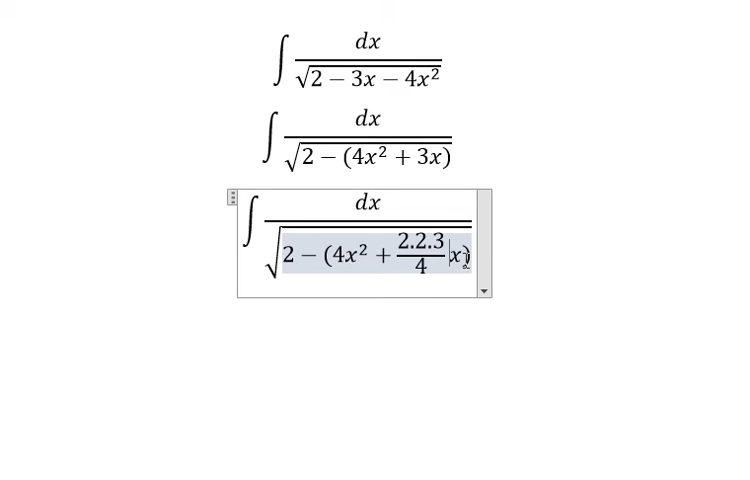 ∫ dx / √(2 − 3x − 4x²)
∫ dx / √(2 − (4x² + 3x))
∫ dx / √(2 − (4x² + 2.2.3/4 x))